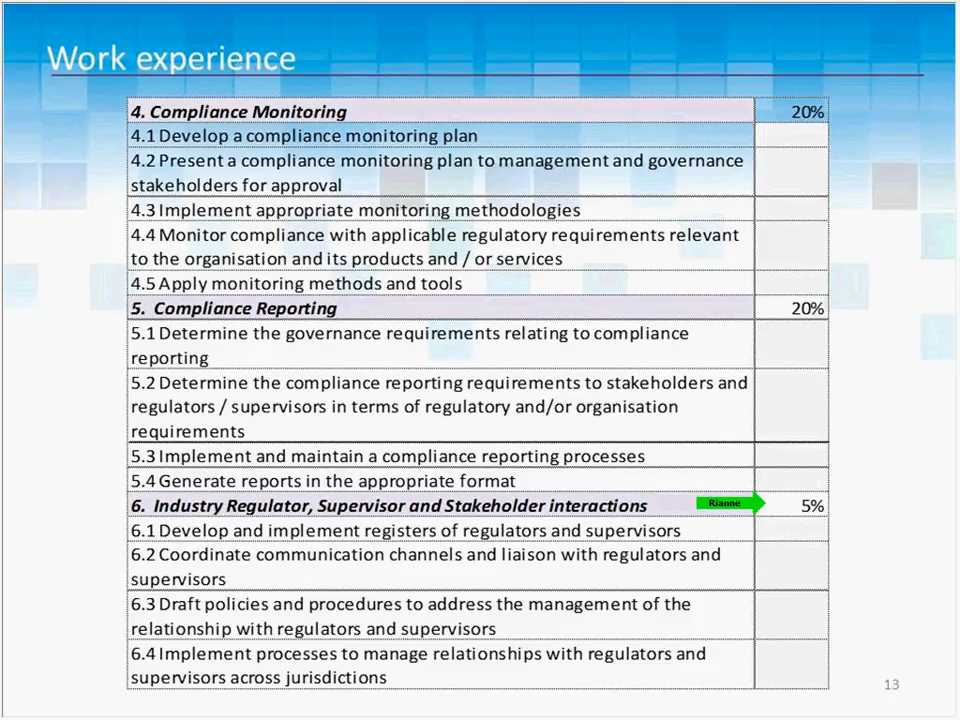 Work experience
4. Compliance Monitoring 20%
4.1 Develop a compliance monitoring plan
4.2 Present a compliance monitoring plan to management and governance
stakeholders for approval
4.3 Implement appropriate monitoring methodologies
4.4 Monitor compliance with applicable regulatory requirements relevant
to the organisation and its products and / or services
4.5 Apply monitoring methods and tools
5. Compliance Reporting 20%
5.1 Determine the governance requirements relating to compliance
reporting
5.2 Determine the compliance reporting requirements to stakeholders and
regulators / supervisors in terms of regulatory and/or organisation
requirements
5.3 Implement and maintain a compliance reporting processes
5.4 Generate reports in the appropriate format
6. Industry Regulator, Supervisor and Stakeholder interactions Rianne 5%
6.1 Develop and implement registers of regulators and supervisors
6.2 Coordinate communication channels and liaison with regulators and
supervisors
6.3 Draft policies and procedures to address the management of the
relationship with regulators and supervisors
6.4 Implement processes to manage relationships with regulators and
supervisors across jurisdictions
13